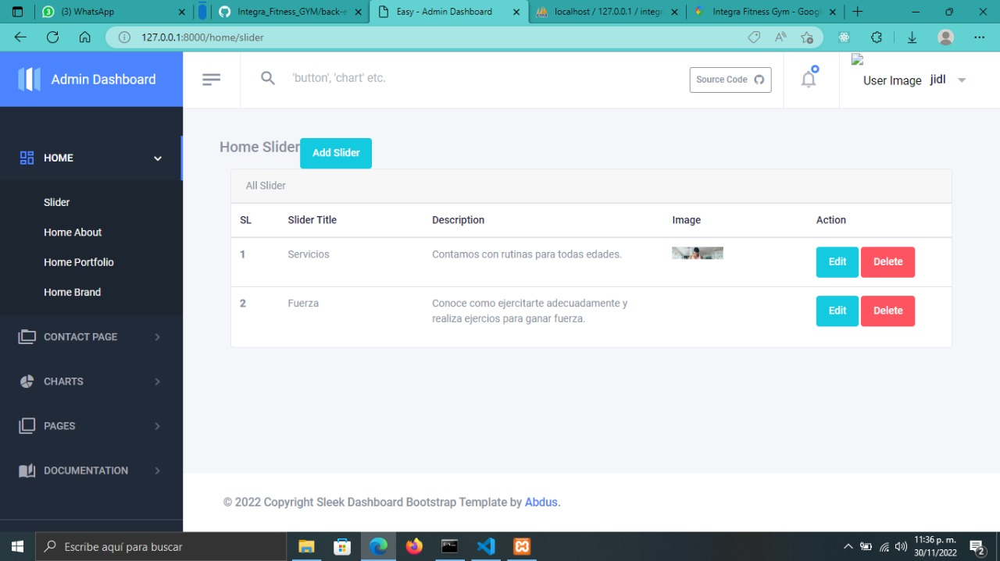 (3) WhatsApp
Integra_Fitness_GYM/back-e
Easy - Admin Dashboard
localhost / 127.0.0.1 / integr
Integra Fitness Gym - Goog
127.0.0.1:8000/home/slider
Admin Dashboard
'button', 'chart' etc.
Source Code
User Image
jidl
HOME
Slider
Home About
Home Portfolio
Home Brand
CONTACT PAGE
CHARTS
PAGES
DOCUMENTATION
Home Slider
Add Slider
All Slider
SL Slider Title Description Image Action
1 Servicios Contamos con rutinas para todas edades. Edit Delete
2 Fuerza Conoce como ejercitarte adecuadamente y
realiza ejercios para ganar fuerza. Edit Delete
© 2022 Copyright Sleek Dashboard Bootstrap Template by Abdus.
Escribe aquí para buscar
11:36 p. m.
30/11/2022
2